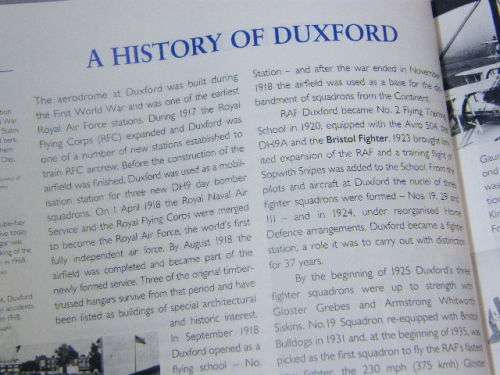 A HISTORY OF DUXFORD
The aerodrome at Duxford was built during
the First World War and was one of the earliest
Royal Air Force stations. During 1917 the Royal
Flying Corps (RFC) expanded and Duxford was
one of a number of new stations established to
train RFC aircrew. Before the construction of the
airfield was finished, Duxford was used as a mobil-
isation station for three new DH9 day bomber
squadrons. On 1 April 1918 the Royal Naval Air
Service and the Royal Flying Corps were merged
to become the Royal Air Force, the world's first
fully independent air force. By August 1918 the
airfield was completed and became part of the
newly formed service. Three of the original timber-
trussed hangars survive from that period and have
been listed as buildings of special architectural
and historic interest.
In September 1918
Duxford opened as a
flying school – No.
Station – and after the war ended in November
1918 the airfield was used as a base for the
bandment of squadrons from the Continent.
RAF Duxford became No. 2 Flying Training
School in 1920, equipped with the Avro 504, the
DH9A and the Bristol Fighter. 1923 brought
ised expansion of the RAF and a training flight of
Sopwith Snipes was added to the School. From the
pilots and aircraft at Duxford the nuclei of three
fighter squadrons were formed – Nos. 19, 29 and
111 – and in 1924, under reorganised Home
Defence arrangements, Duxford became a fighter
station, a role it was to carry out with distinction
for 37 years.
By the beginning of 1925 Duxford's three
fighter squadrons were up to strength with
Gloster Grebes and Armstrong Whitworth
Siskins. No.19 Squadron re-equipped with Bristol
Bulldogs in 1931 and, at the beginning of 1935, was
picked as the first squadron to fly the RAF's fastest
new fighter, the 230 mph (375 kmh) Gloster